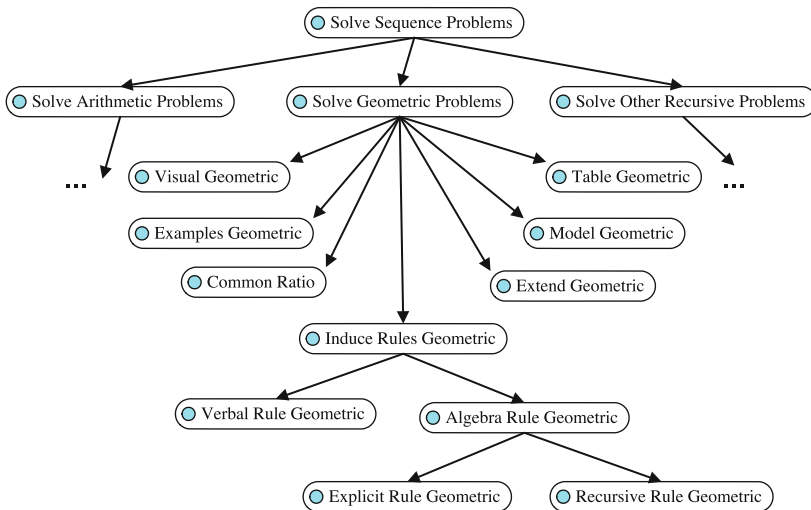 Solve Sequence Problems
Solve Arithmetic Problems
Solve Geometric Problems
Solve Other Recursive Problems
...
Visual Geometric
Table Geometric
...
Examples Geometric
Model Geometric
Common Ratio
Extend Geometric
Induce Rules Geometric
Verbal Rule Geometric
Algebra Rule Geometric
Explicit Rule Geometric
Recursive Rule Geometric